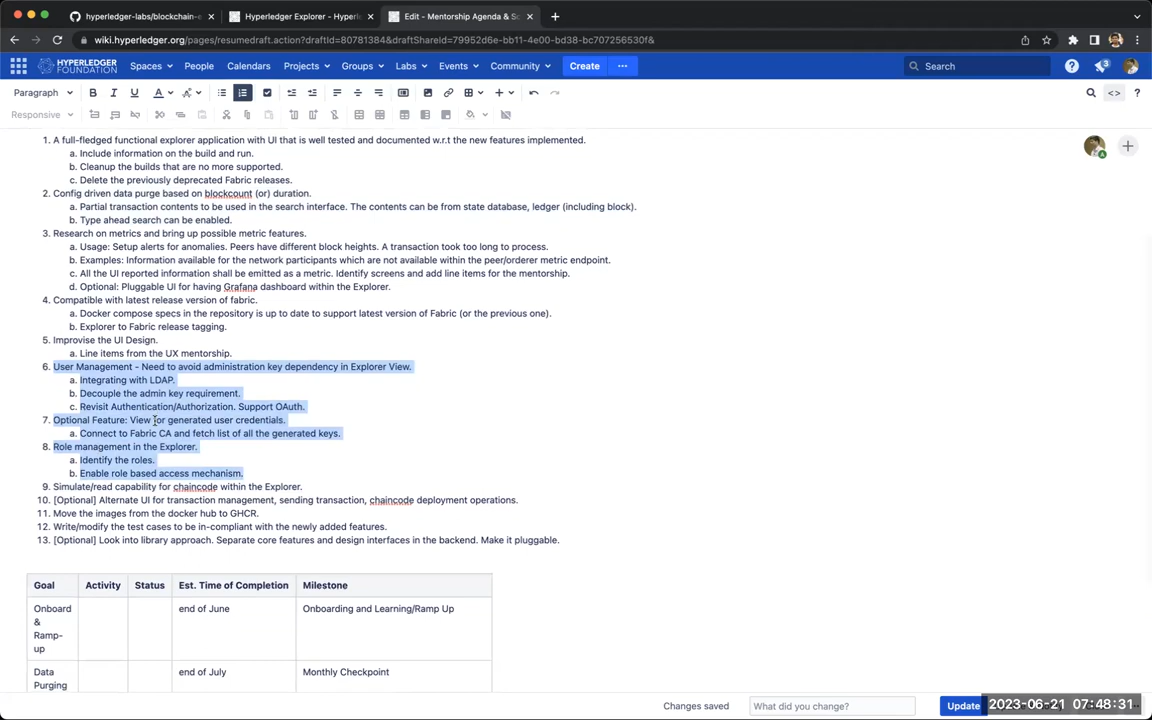 hyperledger-labs/blockchain-e
Hyperledger Explorer - Hyperle
Edit - Mentorship Agenda & Sc
wiki.hyperledger.org/pages/resumedraft.action?draftId=80781384&draftShareId=79952d6e-bb11-4e00-bd38-bc707256530f&
HYPERLEDGER FOUNDATION Spaces People Calendars Projects Groups Labs Events Community Create Search 3
Paragraph B I U A
Responsive
1. A full-fledged functional explorer application with UI that is well tested and documented w.r.t the new features implemented.
a. Include information on the build and run.
b. Cleanup the builds that are no more supported.
c. Delete the previously deprecated Fabric releases.
2. Config driven data purge based on blockcount (or) duration.
a. Partial transaction contents to be used in the search interface. The contents can be from state database, ledger (including block).
b. Type ahead search can be enabled.
3. Research on metrics and bring up possible metric features.
a. Usage: Setup alerts for anomalies. Peers have different block heights. A transaction took too long to process.
b. Examples: Information available for the network participants which are not available within the peer/orderer metric endpoint.
c. All the UI reported information shall be emitted as a metric. Identify screens and add line items for the mentorship.
d. Optional: Pluggable UI for having Grafana dashboard within the Explorer.
4. Compatible with latest release version of fabric.
a. Docker compose specs in the repository is up to date to support latest version of Fabric (or the previous one).
b. Explorer to Fabric release tagging.
5. Improvise the UI Design.
a. Line items from the UX mentorship.
6. User Management - Need to avoid administration key dependency in Explorer View.
a. Integrating with LDAP.
b. Decouple the admin key requirement.
c. Revisit Authentication/Authorization. Support OAuth.
7. Optional Feature: View for generated user credentials.
a. Connect to Fabric CA and fetch list of all the generated keys.
8. Role management in the Explorer.
a. Identify the roles.
b. Enable role based access mechanism.
9. Simulate/read capability for chaincode within the Explorer.
10. [Optional] Alternate UI for transaction management, sending transaction, chaincode deployment operations.
11. Move the images from the docker hub to GHCR.
12. Write/modify the test cases to be in-compliant with the newly added features.
13. [Optional] Look into library approach. Separate core features and design interfaces in the backend. Make it pluggable.
Goal Activity Status Est. Time of Completion Milestone
Onboard & Ramp-up end of June Onboarding and Learning/Ramp Up
Data Purging end of July Monthly Checkpoint
Changes saved What did you change? Update
2023-06-21 07:48:31